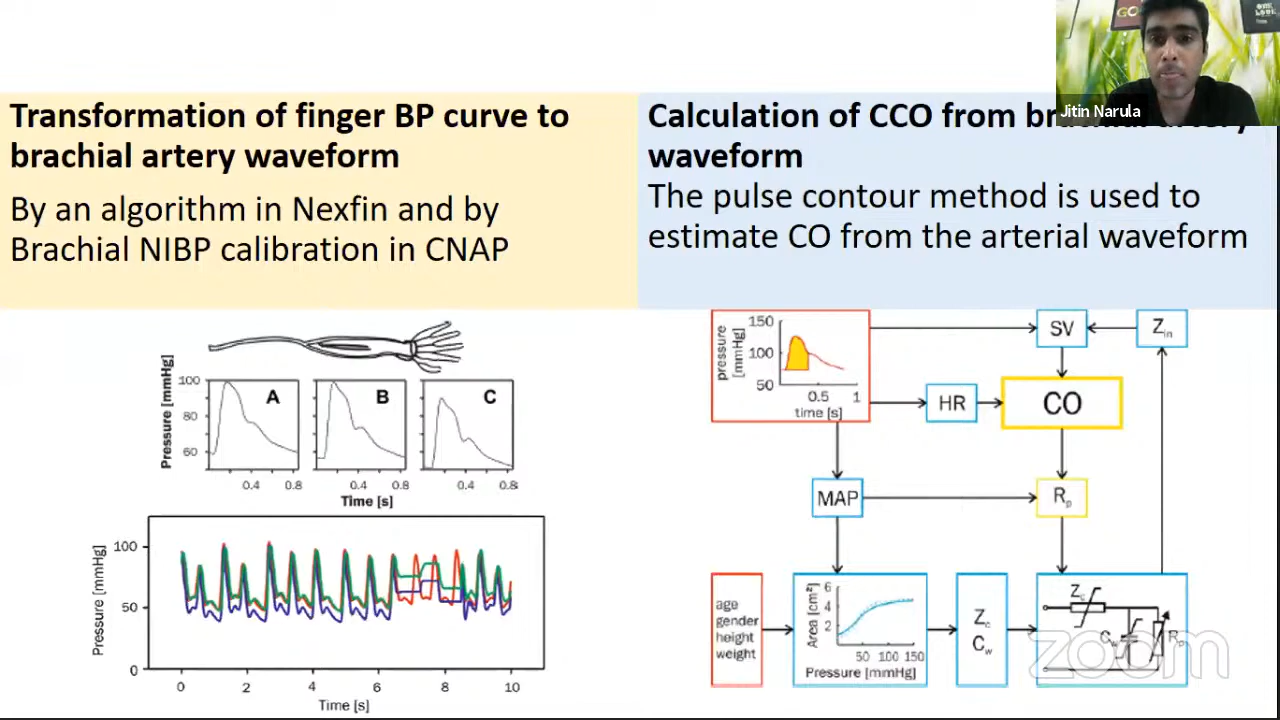 Jitin Narula
Transformation of finger BP curve to
brachial artery waveform
By an algorithm in Nexfin and by
Brachial NIBP calibration in CNAP
Calculation of CCO from
waveform
The pulse contour method is used to
estimate CO from the arterial waveform
Pressure [mmHg]
100
80
60
A
B
C
0.4 0.8 0.4 0.8 0.4 0.8
Time [s]
Pressure [mmHg]
100
50
0
0 2 4 6 8 10
Time [s]
pressure
[mmHg]
150
100
50
0.5 1
time [s]
SV
Zin
HR
CO
MAP
Rp
age
gender
height
weight
Area [cm²]
6
4
2
50 100 150
Pressure [mmHg]
Zc
Cw
Zc
Cw
Rp
zoom